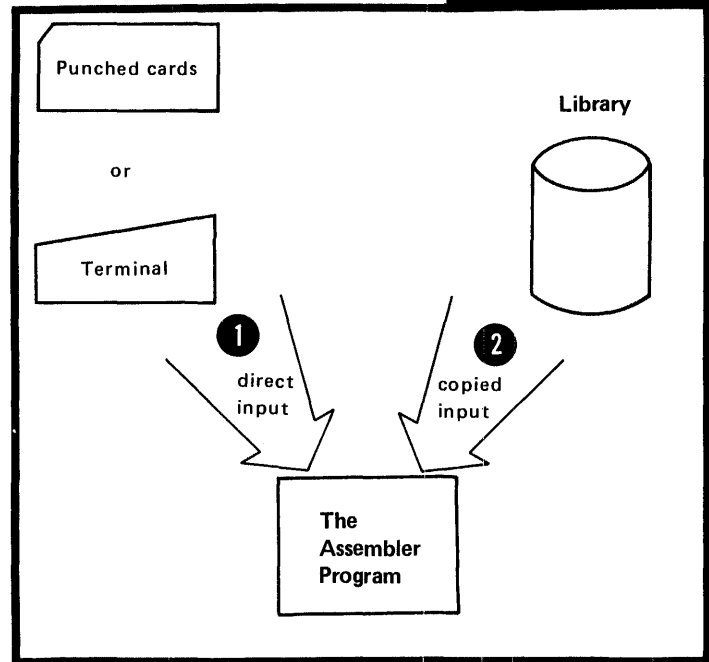 Punched cards
or
Terminal
Library
1
direct
input
2
copied
input
The
Assembler
Program